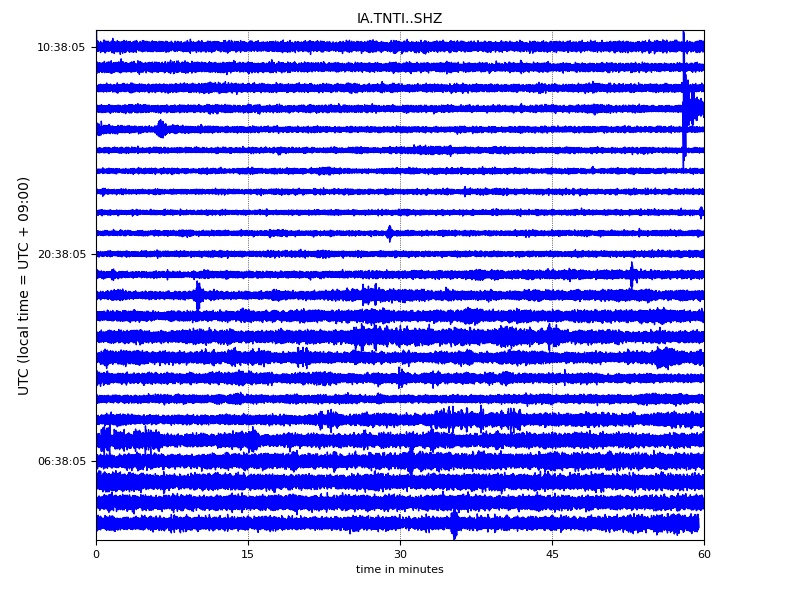 IA.TNTI..SHZ
10:38:05
20:38:05
06:38:05
UTC (local time = UTC + 09:00)
0 15 30 45 60
time in minutes